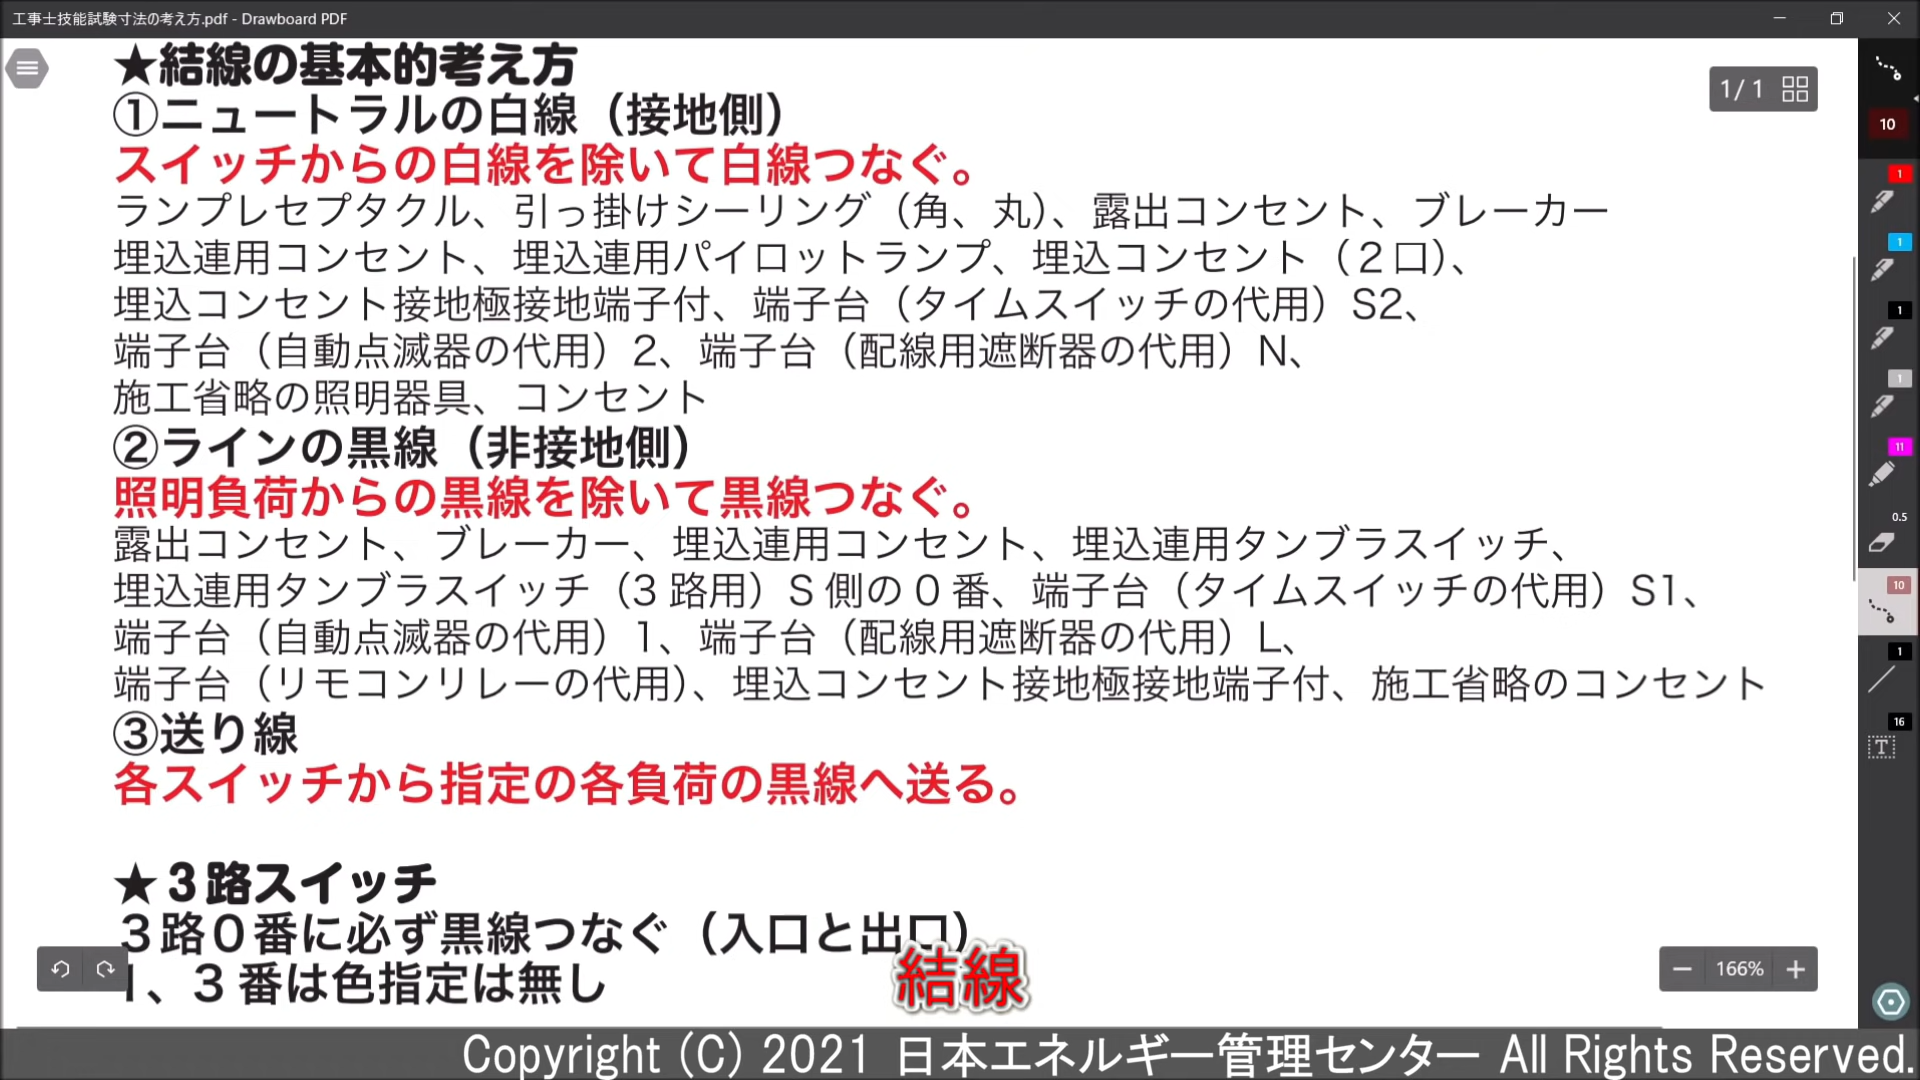 工事士技能試験寸法の考え方.pdf - Drawboard PDF
★結線の基本的考え方
①ニュートラルの白線（接地側）
1/1
10
スイッチからの白線を除いて白線つなぐ。
1
ランプレセプタクル、引っ掛けシーリング（角、丸）、露出コンセント、ブレーカー
1
埋込連用コンセント、埋込連用パイロットランプ、埋込コンセント（２口）、
埋込コンセント接地極接地端子付、端子台（タイムスイッチの代用）S2、
1
端子台（自動点滅器の代用）2、端子台（配線用遮断器の代用）N、
1
施工省略の照明器具、コンセント
②ラインの黒線（非接地側）
11
照明負荷からの黒線を除いて黒線つなぐ。
0.5
露出コンセント、ブレーカー、埋込連用コンセント、埋込連用タンブラスイッチ、
埋込連用タンブラスイッチ（3 路用）S 側の 0 番、端子台（タイムスイッチの代用）S1、
10
端子台（自動点滅器の代用）1、端子台（配線用遮断器の代用）L、
1
端子台（リモコンリレーの代用）、埋込コンセント接地極接地端子付、施工省略のコンセント
③送り線
16
T
各スイッチから指定の各負荷の黒線へ送る。
★３路スイッチ
３路０番に必ず黒線つなぐ（入口と出口）
1、３番は色指定は無し
結線
166%
Copyright (C) 2021 日本エネルギー管理センター All Rights Reserved.